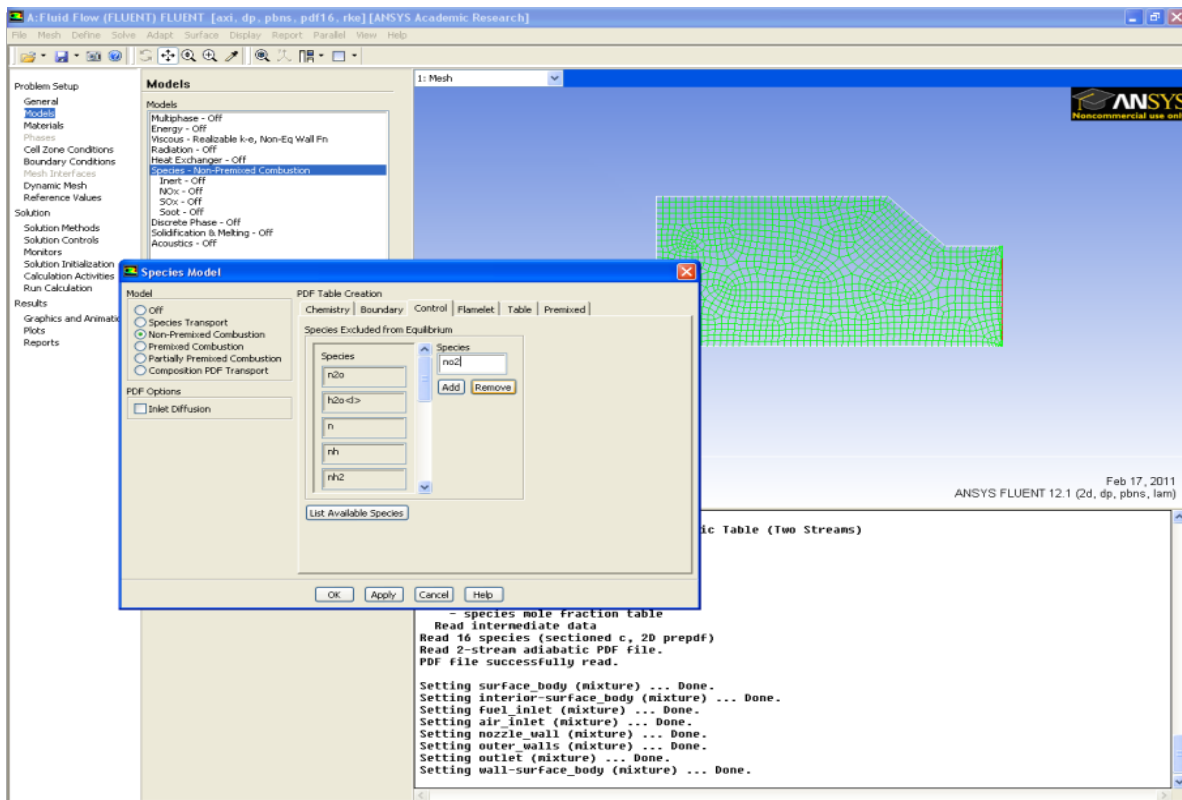 A:Fluid Flow (FLUENT) FLUENT [axi, dp, pbns, pdf16, rke] [ANSYS Academic Research]
File Mesh Define Solve Adapt Surface Display Report Parallel View Help
Problem Setup
General
Models
Materials
Phases
Cell Zone Conditions
Boundary Conditions
Mesh Interfaces
Dynamic Mesh
Reference Values
Solution
Solution Methods
Solution Controls
Monitors
Solution Initialization
Calculation Activities
Run Calculation
Results
Graphics and Animatic
Plots
Reports
Models
Models
Multiphase - Off
Energy - Off
Viscous - Realizable k-e, Non-Eq Wall Fn
Radiation - Off
Heat Exchanger - Off
Species - Non-Premixed Combustion
Inert - Off
NOx - Off
SOx - Off
Soot - Off
Discrete Phase - Off
Solidification & Melting - Off
Acoustics - Off
1: Mesh
ANSYS
Noncommercial use only
Feb 17, 2011
ANSYS FLUENT 12.1 (2d, dp, pbns, lam)
Species Model
Model
Off
Species Transport
Non-Premixed Combustion
Premixed Combustion
Partially Premixed Combustion
Composition PDF Transport
PDF Options
Inlet Diffusion
PDF Table Creation
Chemistry Boundary Control Flamelet Table Premixed
Species Excluded from Equilibrium
Species
n2o
h2o<l>
n
nh
nh2
Species
no2
Add Remove
List Available Species
OK Apply Cancel Help
ic Table (Two Streams)
- species mole fraction table
Read intermediate data
Read 16 species (sectioned c, 2D prepdf)
Read 2-stream adiabatic PDF file.
PDF file successfully read.
Setting surface_body (mixture) ... Done.
Setting interior-surface_body (mixture) ... Done.
Setting fuel_inlet (mixture) ... Done.
Setting air_inlet (mixture) ... Done.
Setting nozzle_wall (mixture) ... Done.
Setting outer_walls (mixture) ... Done.
Setting outlet (mixture) ... Done.
Setting wall-surface_body (mixture) ... Done.